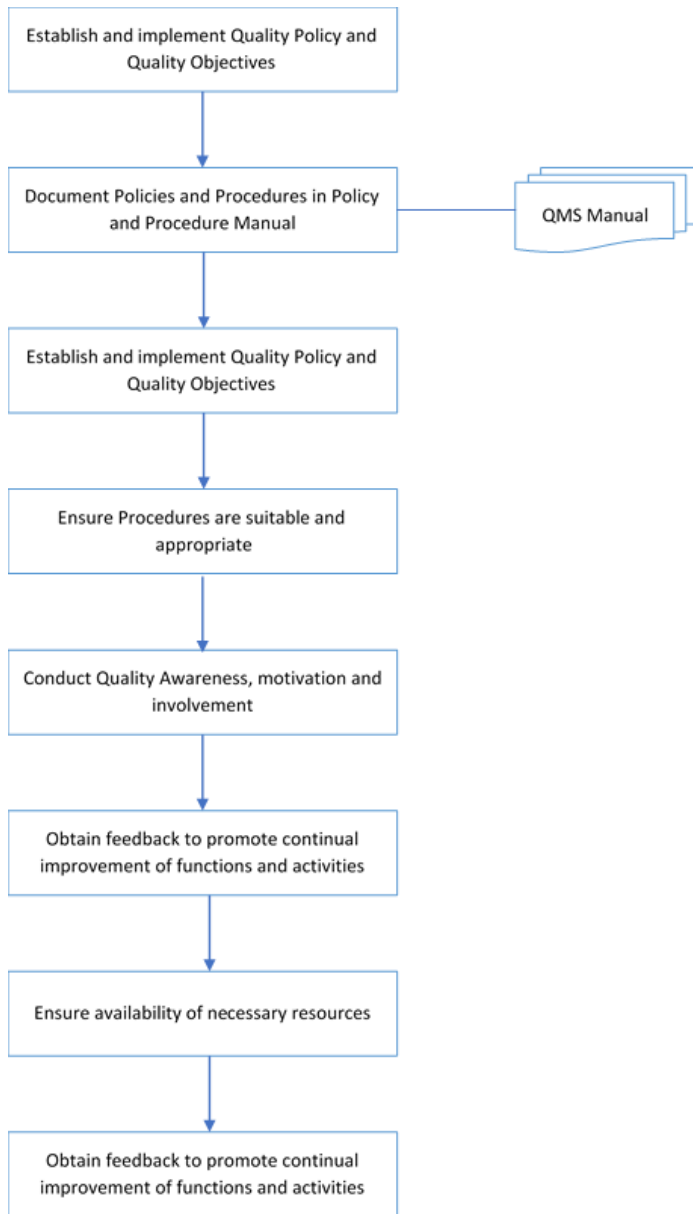 Establish and implement Quality Policy and
Quality Objectives
Document Policies and Procedures in Policy
and Procedure Manual
QMS Manual
Establish and implement Quality Policy and
Quality Objectives
Ensure Procedures are suitable and
appropriate
Conduct Quality Awareness, motivation and
involvement
Obtain feedback to promote continual
improvement of functions and activities
Ensure availability of necessary resources
Obtain feedback to promote continual
improvement of functions and activities